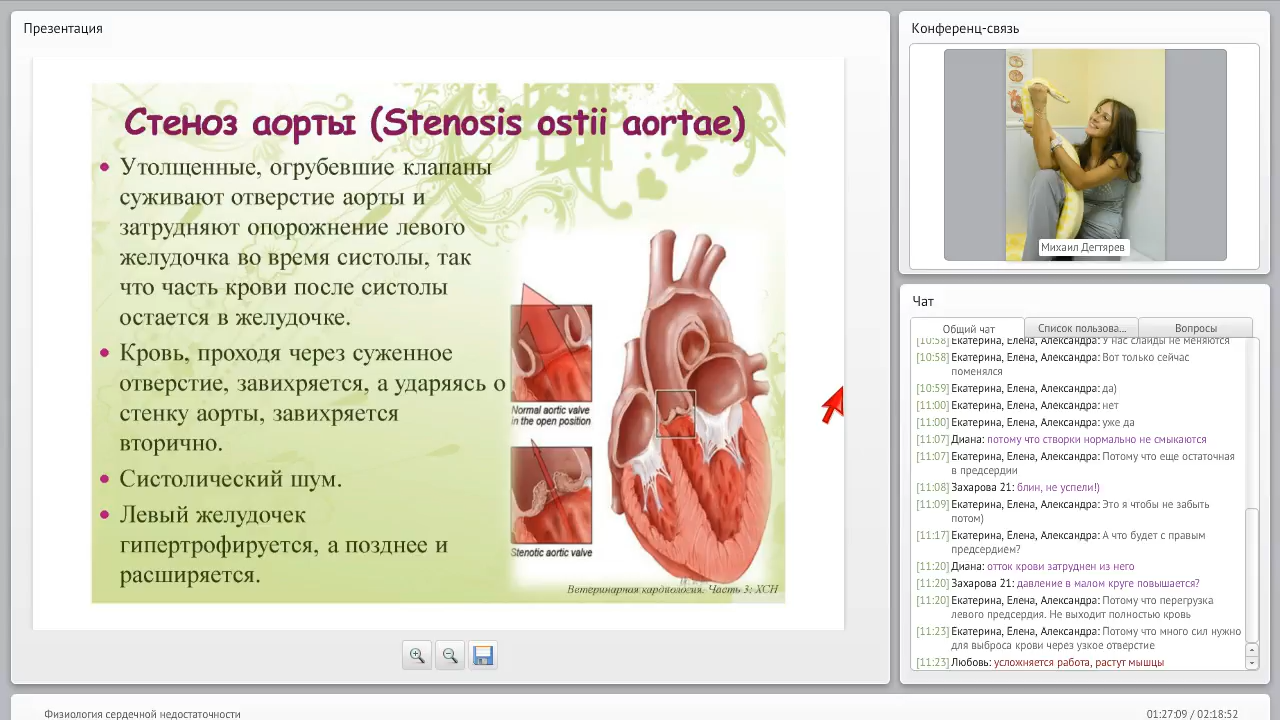 Презентация
Стеноз аорты (Stenosis ostii aortae)
Утолщенные, огрубевшие клапаны
суживают отверстие аорты и
затрудняют опорожнение левого
желудочка во время систолы, так
что часть крови после систолы
остается в желудочке.
Кровь, проходя через суженное
отверстие, завихряется, а ударяясь о
стенку аорты, завихряется
вторично.
Систолический шум.
Левый желудочек
гипертрофируется, а позднее и
расширяется.
Normal aortic valve
in the open position
Stenotic aortic valve
Ветеринарная кардиология. Часть 3: ХСН
Конференц-связь
Михаил Дегтярев
Чат
Общий чат
Список пользова...
Вопросы
[10:58] Екатерина, Елена, Александра: У нас слайды не меняются
[10:58] Екатерина, Елена, Александра: Вот только сейчас
поменялся
[10:59] Екатерина, Елена, Александра: да)
[11:00] Екатерина, Елена, Александра: нет
[11:00] Екатерина, Елена, Александра: уже да
[11:07] Диана: потому что створки нормально не смыкаются
[11:07] Екатерина, Елена, Александра: Потому что еще остаточная
в предсердии
[11:08] Захарова 21: блин, не успели!)
[11:09] Екатерина, Елена, Александра: Это я чтобы не забыть
потом)
[11:17] Екатерина, Елена, Александра: А что будет с правым
предсердием?
[11:20] Диана: отток крови затруднен из него
[11:20] Захарова 21: давление в малом круге повышается?
[11:20] Екатерина, Елена, Александра: Потому что перегрузка
левого предсердия. Не выходит полностью кровь
[11:23] Екатерина, Елена, Александра: Потому что много сил нужно
для выброса крови через узкое отверстие
[11:23] Любовь: усложняется работа, растут мышцы
Физиология сердечной недостаточности
01:27:09 / 02:18:52